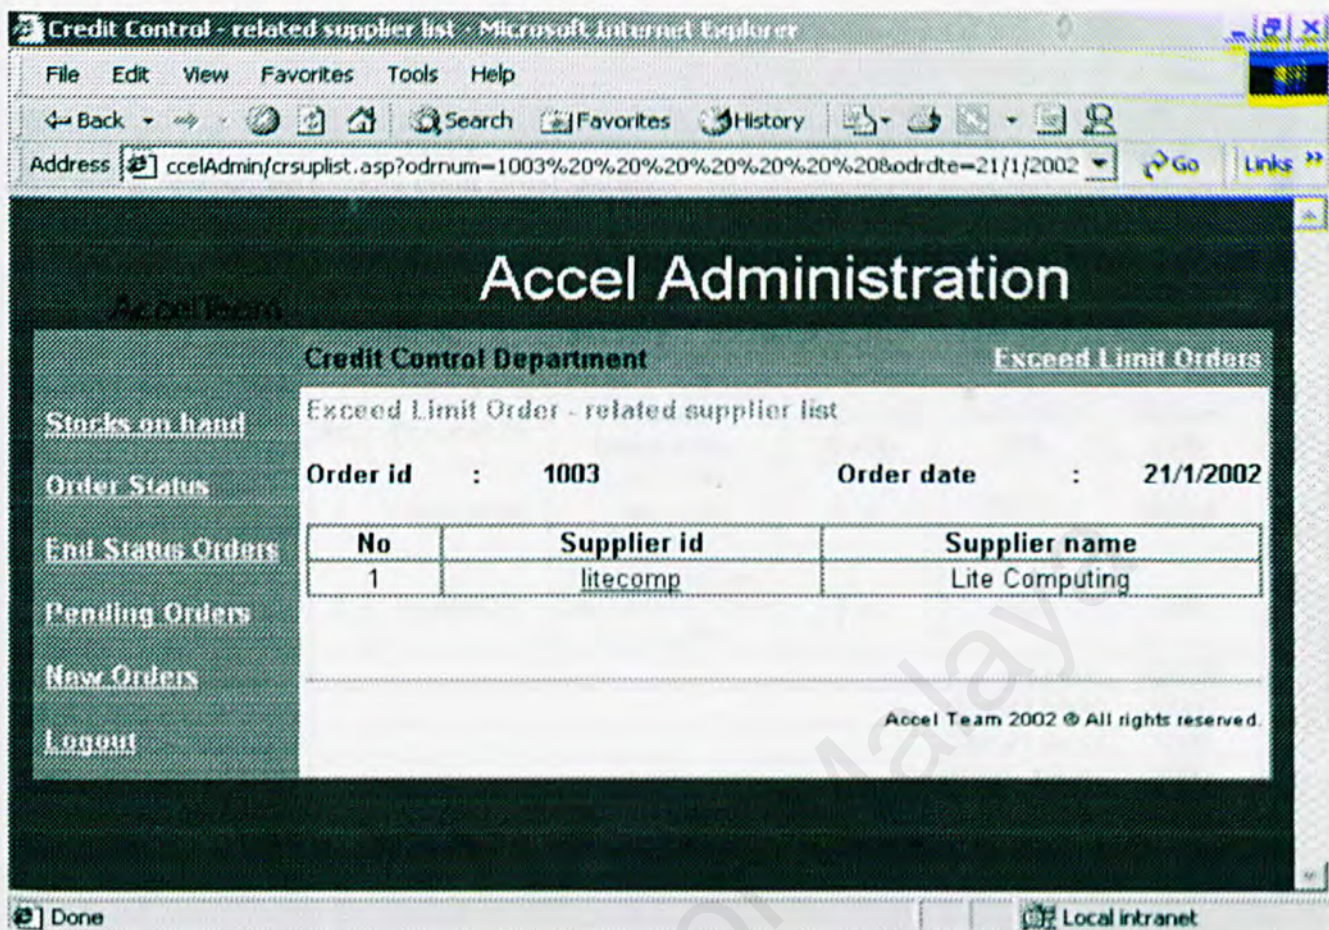 Credit Control - related supplier list - Microsoft Internet Explorer
File Edit View Favorites Tools Help
Back Search Favorites History
Address ccelAdmin/crsuplist.asp?odrnum=1003%20%20%20%20%20%20%20&odrdte=21/1/2002 Go Links »
Accel Administration
AccelTeam
Credit Control Department Exceed Limit Orders
Exceed Limit Order - related supplier list
Stocks on hand
Order id : 1003 Order date : 21/1/2002
Order Status
No Supplier id Supplier name
End Status Orders
1 litecomp Lite Computing
Pending Orders
New Orders
Accel Team 2002 ® All rights reserved.
Logout
Done Local intranet
Malaya